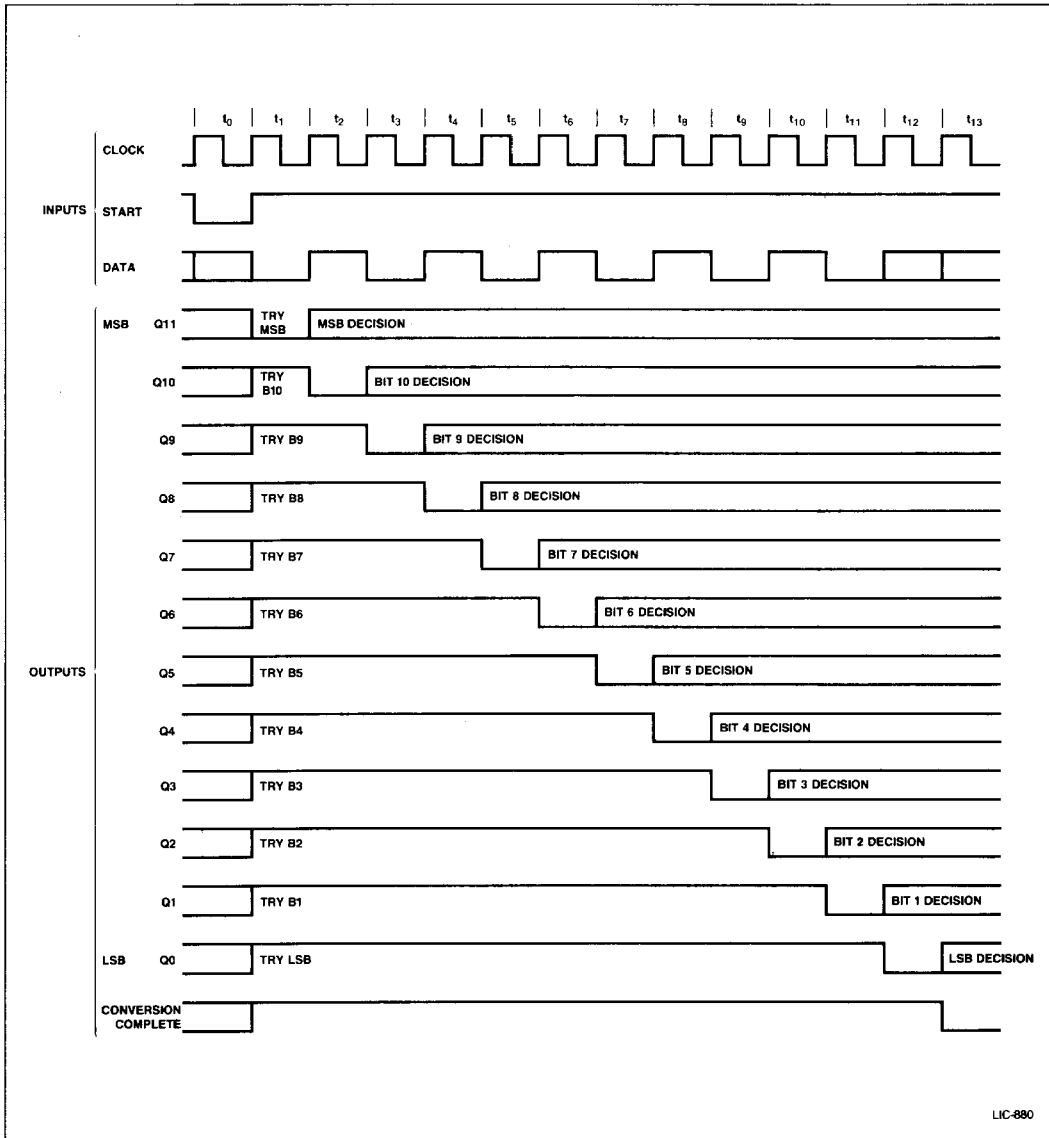 t0 t1 t2 t3 t4 t5 t6 t7 t8 t9 t10 t11 t12 t13
CLOCK
INPUTS START
DATA
MSB Q11 TRY MSB MSB DECISION
Q10 TRY B10 BIT 10 DECISION
Q9 TRY B9 BIT 9 DECISION
Q8 TRY B8 BIT 8 DECISION
Q7 TRY B7 BIT 7 DECISION
Q6 TRY B6 BIT 6 DECISION
OUTPUTS Q5 TRY B5 BIT 5 DECISION
Q4 TRY B4 BIT 4 DECISION
Q3 TRY B3 BIT 3 DECISION
Q2 TRY B2 BIT 2 DECISION
Q1 TRY B1 BIT 1 DECISION
LSB Q0 TRY LSB LSB DECISION
CONVERSION
COMPLETE
LIC-880